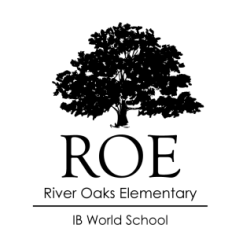 ROE
River Oaks Elementary
IB World School